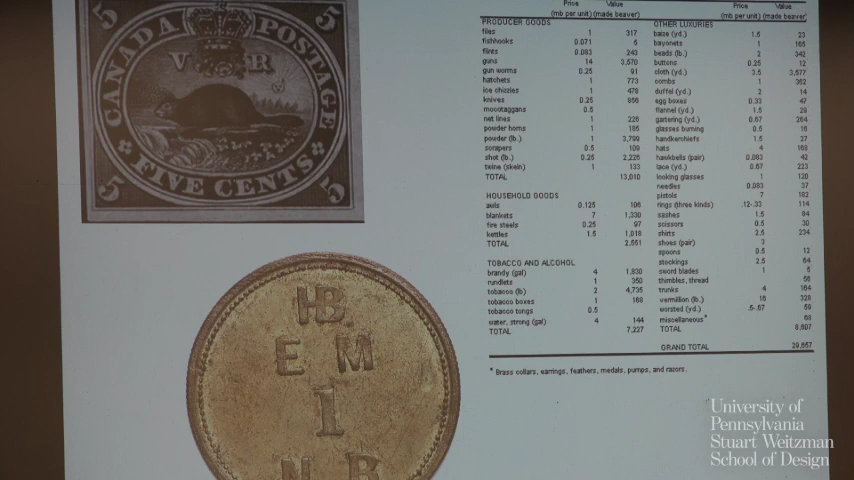 5 CANADA POSTAGE 5
V R
5 FIVE CENTS 5
HB
E M
1
N B
Price Value
(mb per unit) (made beaver)
PRODUCER GOODS
files 1 317
fishhooks 0.071 6
flints 0.083 243
guns 14 3,570
gun worms 0.25 91
hatchets 1 773
ice chisles 1 478
knives 0.25 856
mocotaggans 0.5
net lines 1 226
powder horns 1 185
powder (lb.) 1 3,799
scrapers 0.5 109
shot (lb.) 0.25 2,226
twine (skein) 1 133
TOTAL 13,010
HOUSEHOLD GOODS
awls 0.125 106
blankets 7 1,330
fire steels 0.25 97
kettles 1.5 1,018
TOTAL 2,551
TOBACCO AND ALCOHOL
brandy (gal) 4 1,830
rundlets 1 350
tobacco (lb.) 2 4,735
tobacco boxes 1 168
tobacco tongs 0.5
water, strong (gal) 4 144
TOTAL 7,227
Price Value
(mb per unit) (made beaver)
OTHER LUXURIES
baize (yd.) 1.5 23
bayonets 1 165
beads (lb.) 2 342
buttons 0.25 12
cloth (yd.) 3.5 3,577
combs 1 362
duffel (yd.) 2 14
egg boxes 0.33 47
flannel (yd.) 1.5 29
gartering (yd.) 0.67 264
glasses burning 0.5 16
handkerchiefs 1.5 27
hats 4 168
hawkbells (pair) 0.083 42
lace (yd.) 0.67 223
looking glasses 1 120
needles 0.083 37
pistols 7 182
rings (three kinds) .12-.33 114
sashes 1.5 84
scissors 0.5 30
shirts 2.5 234
shoes (pair) 3
spoons 0.5 12
stockings 2.5 64
sword blades 1 5
thimbles, thread 56
trunks 4 164
vermillion (lb.) 16 328
worsted (yd.) .5-.67 59
miscellaneous* 68
TOTAL 6,807
GRAND TOTAL 29,657
* Brass collars, earrings, feathers, medals, pumps, and razors.
University of
Pennsylvania
Stuart Weitzman
School of Design